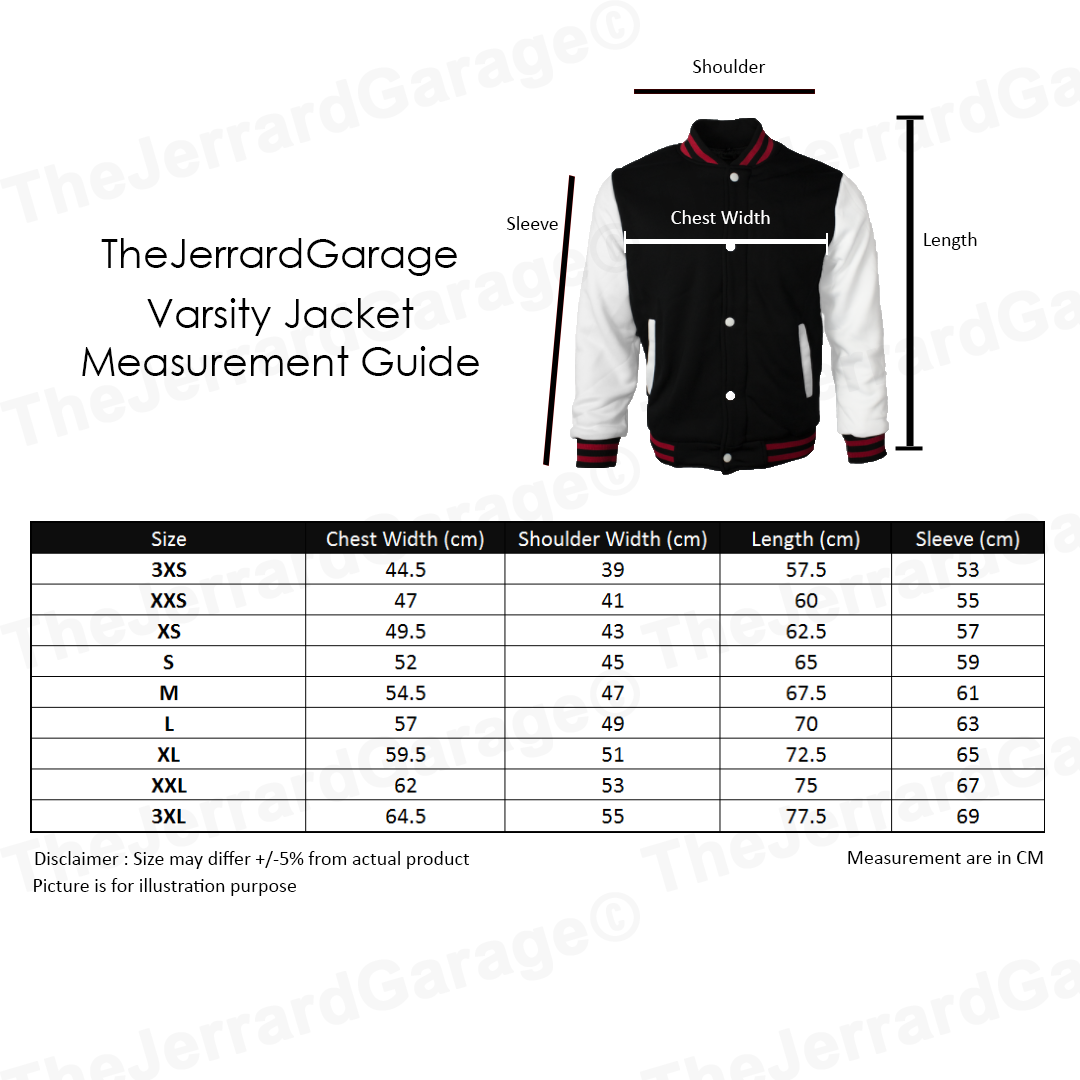 TheJerrardGarage©
Shoulder
Sleeve
Chest Width
Length
TheJerrardGarage
Varsity Jacket
Measurement Guide
Size Chest Width (cm) Shoulder Width (cm) Length (cm) Sleeve (cm)
3XS 44.5 39 57.5 53
XXS 47 41 60 55
XS 49.5 43 62.5 57
S 52 45 65 59
M 54.5 47 67.5 61
L 57 49 70 63
XL 59.5 51 72.5 65
XXL 62 53 75 67
3XL 64.5 55 77.5 69
Disclaimer : Size may differ +/-5% from actual product
Measurement are in CM
Picture is for illustration purpose